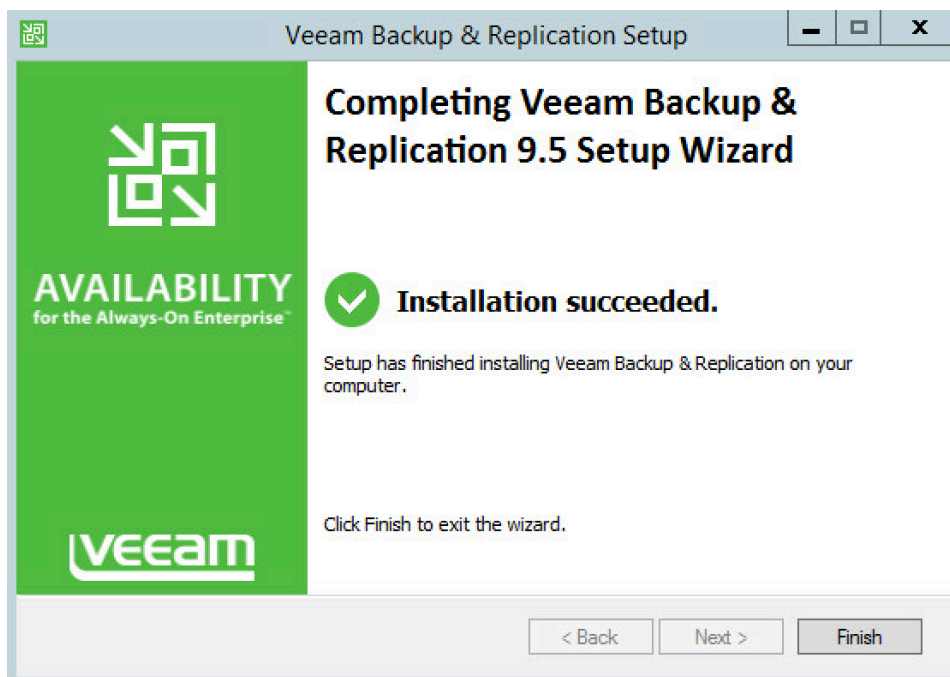 Veeam Backup & Replication Setup
Completing Veeam Backup &
Replication 9.5 Setup Wizard
AVAILABILITY
for the Always-On Enterprise™
Installation succeeded.
Setup has finished installing Veeam Backup & Replication on your
computer.
Click Finish to exit the wizard.
veeam
< Back Next > Finish